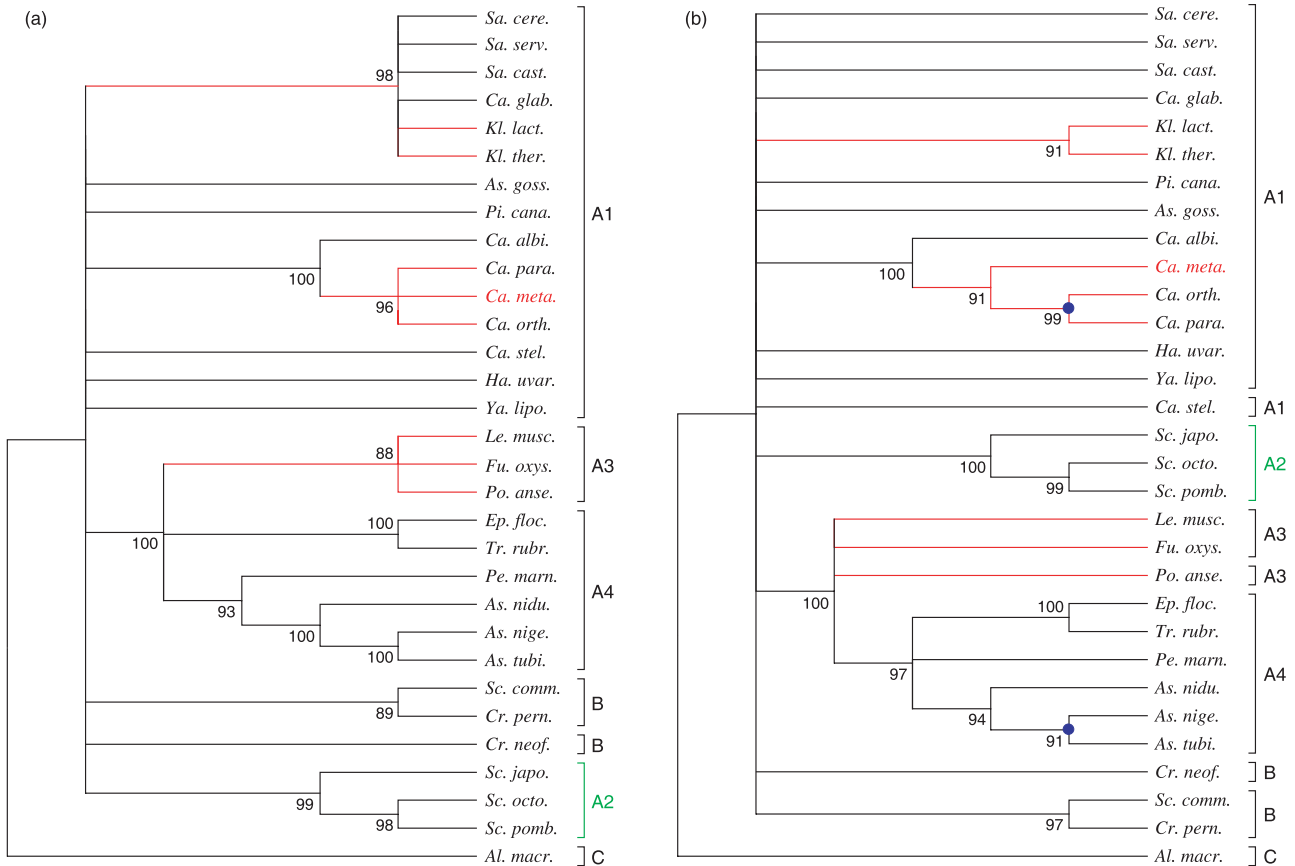 (a)
Sa. cere.
Sa. serv.
Sa. cast.
98
Ca. glab.
Kl. lact.
Kl. ther.
As. goss.
Pi. cana.
A1
Ca. albi.
Ca. para.
100
Ca. meta.
96
Ca. orth.
Ca. stel.
Ha. uvar.
Ya. lipo.
Le. musc.
88
Fu. oxys.
A3
Po. anse.
Ep. floc.
100
Tr. rubr.
100
Pe. marn.
A4
As. nidu.
93
As. nige.
100
As. tubi.
100
Sc. comm.
B
Cr. pern.
89
Cr. neof.
B
Sc. japo.
Sc. octo.
A2
99
Sc. pomb.
98
Al. macr.
C
(b)
Sa. cere.
Sa. serv.
Sa. cast.
Ca. glab.
Kl. lact.
Kl. ther.
91
Pi. cana.
A1
As. goss.
Ca. albi.
Ca. meta.
100
Ca. orth.
91
Ca. para.
99
Ha. uvar.
Ya. lipo.
Ca. stel.
A1
Sc. japo.
Sc. octo.
A2
100
Sc. pomb.
99
Le. musc.
A3
Fu. oxys.
Po. anse.
A3
100
Ep. floc.
100
Tr. rubr.
Pe. marn.
97
A4
As. nidu.
As. nige.
94
As. tubi.
91
Cr. neof.
B
Sc. comm.
B
Cr. pern.
97
Al. macr.
C